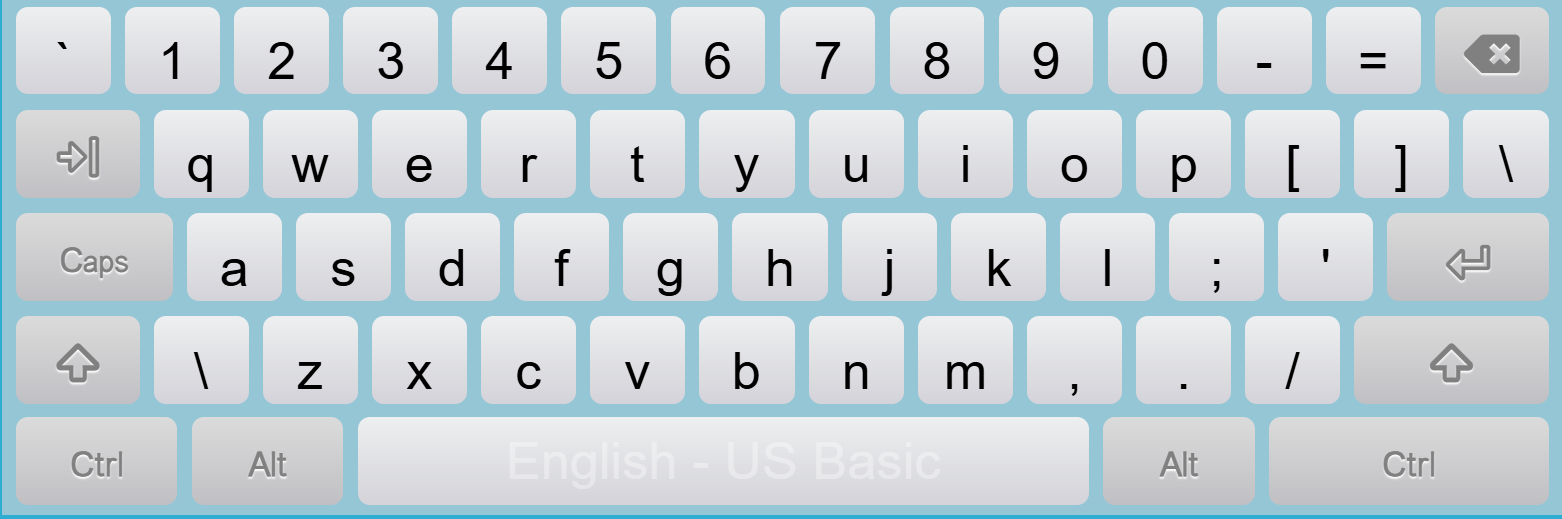 ` 1 2 3 4 5 6 7 8 9 0 - =
q w e r t y u i o p [ ] \
Caps a s d f g h j k l ; '
\ z x c v b n m , . /
Ctrl Alt English - US Basic Alt Ctrl